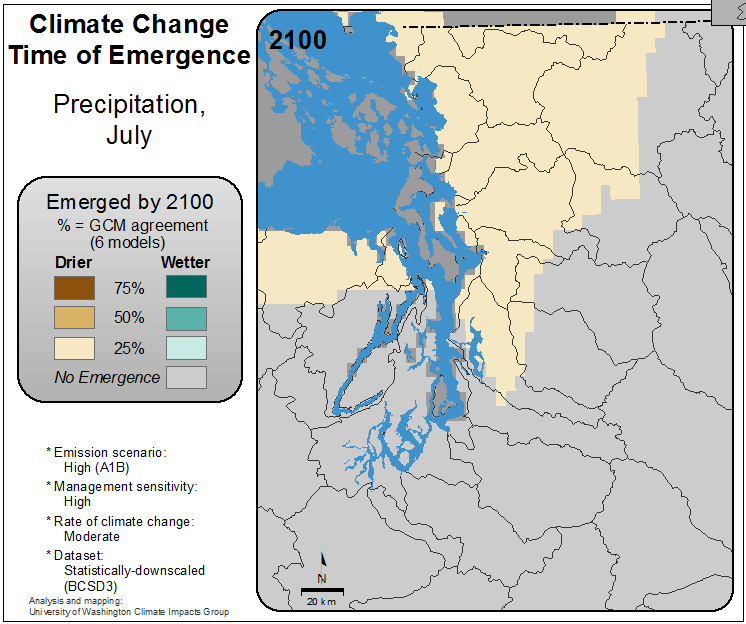 Climate Change
Time of Emergence
Precipitation,
July
Emerged by 2100
% = GCM agreement
(6 models)
Drier Wetter
75%
50%
25%
No Emergence
* Emission scenario:
High (A1B)
* Management sensitivity:
High
* Rate of climate change:
Moderate
* Dataset:
Statistically-downscaled
(BCSD3)
Analysis and mapping:
University of Washington Climate Impacts Group
2100
N
20 km